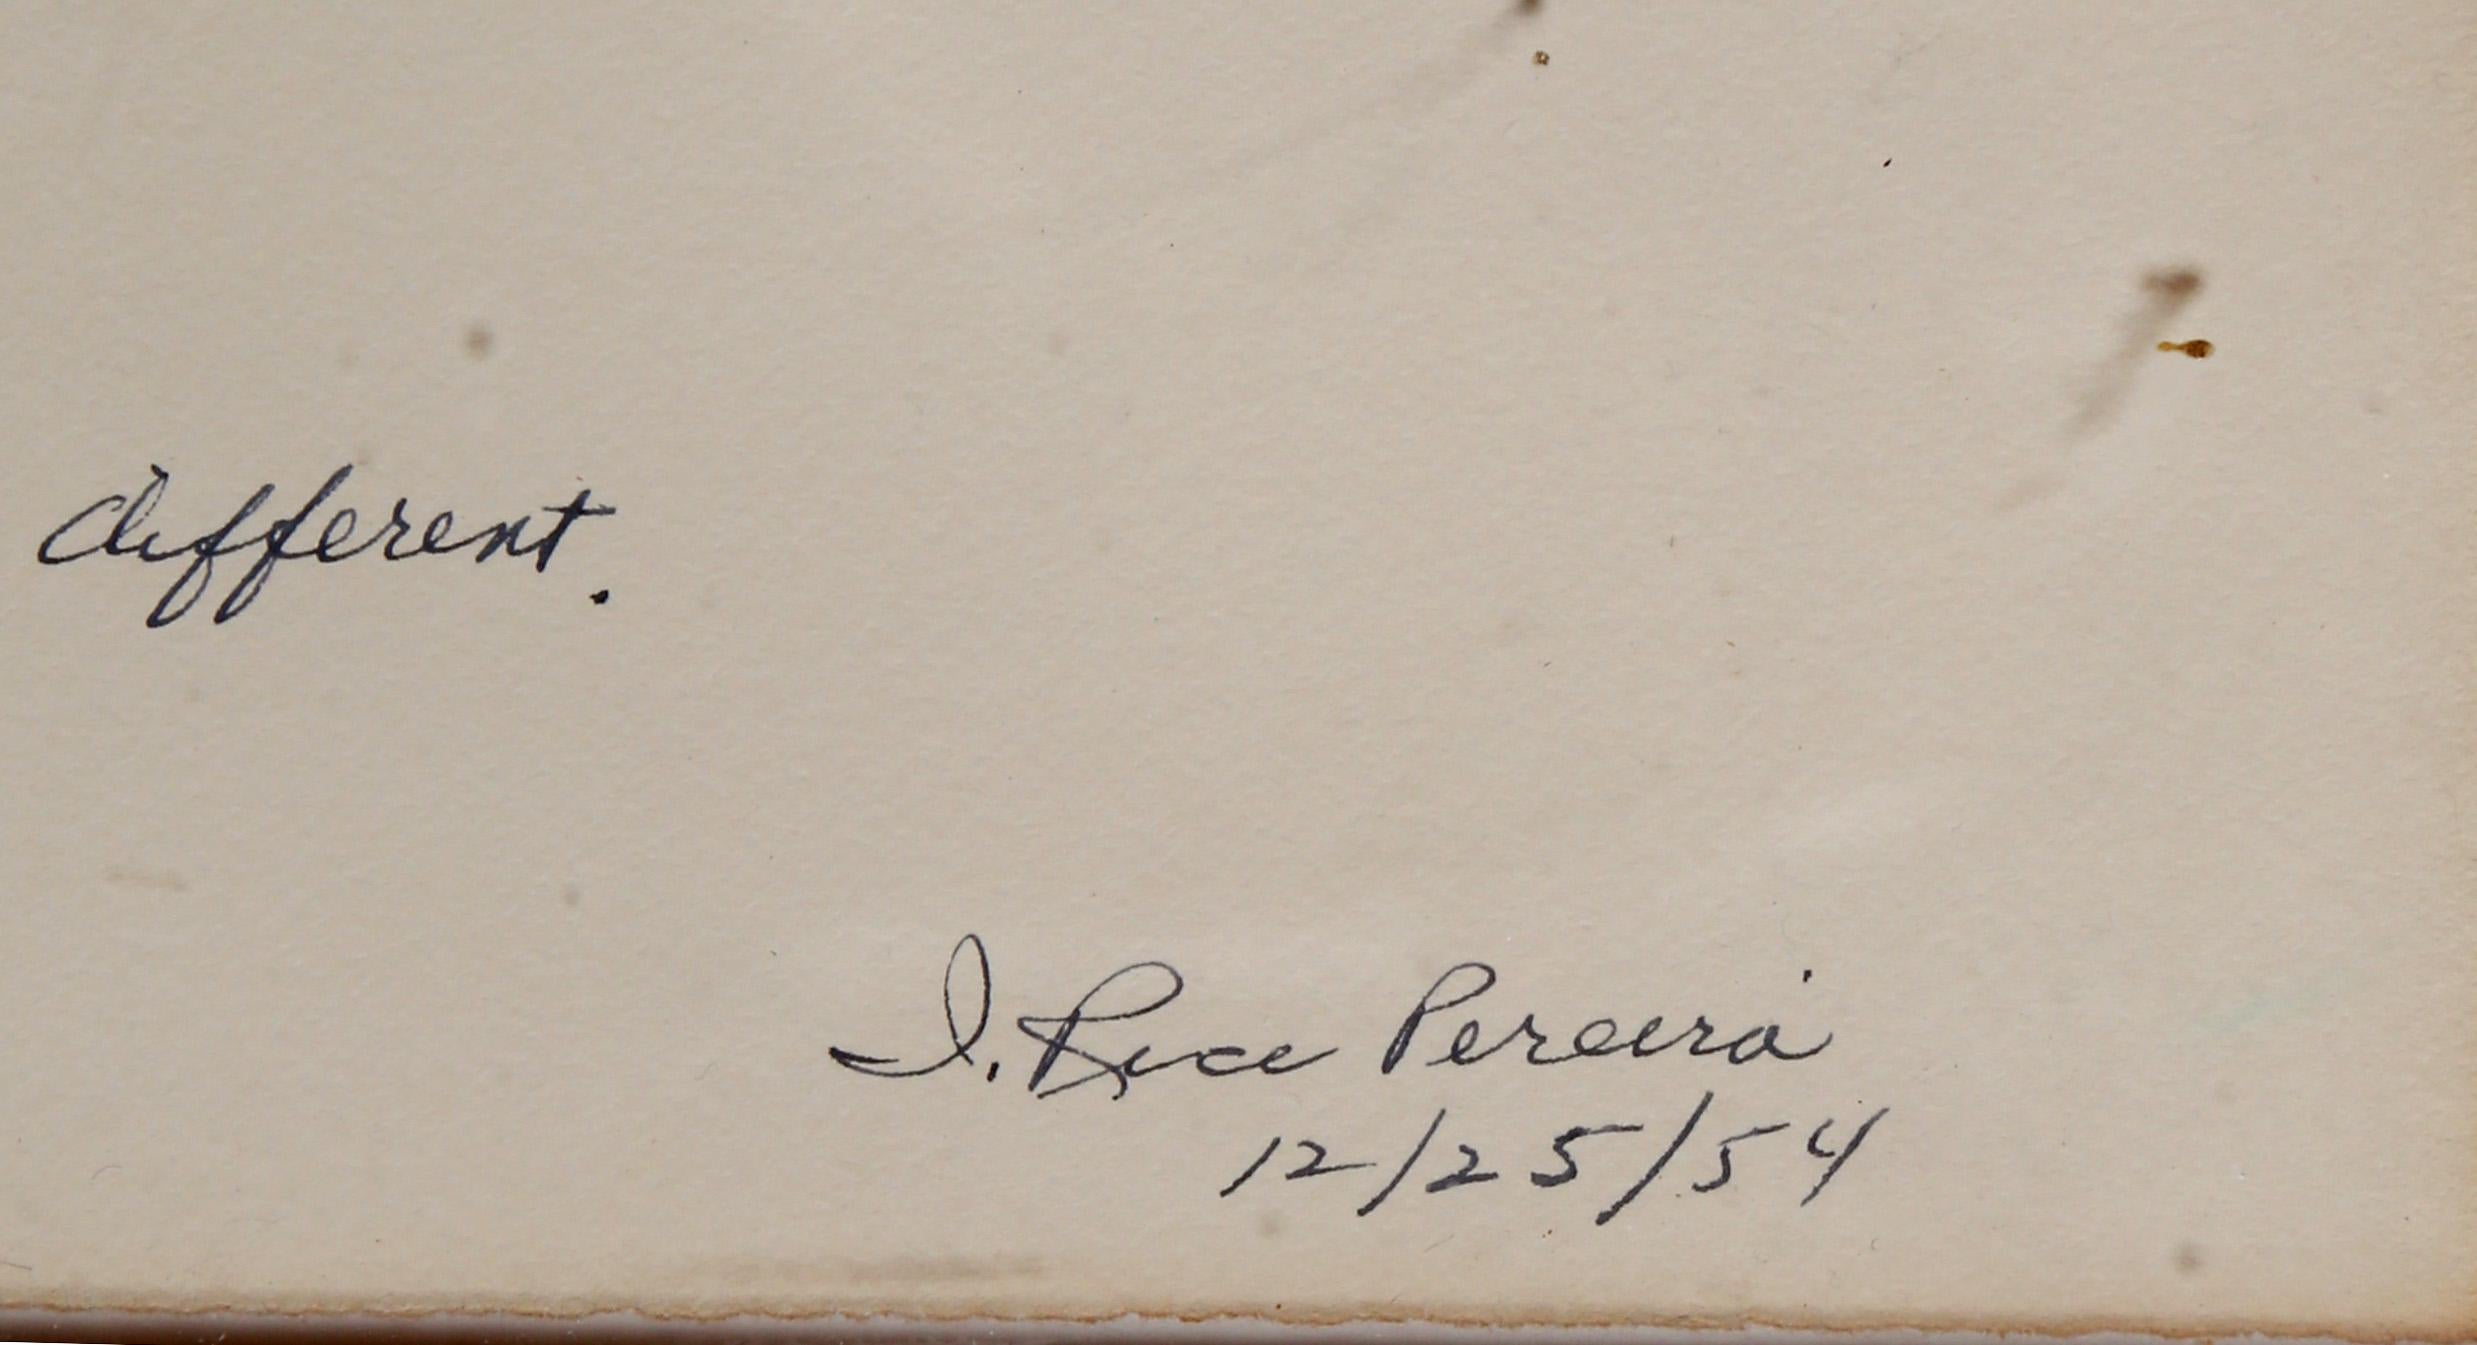 different.
I. Rice Pereira
12/25/54